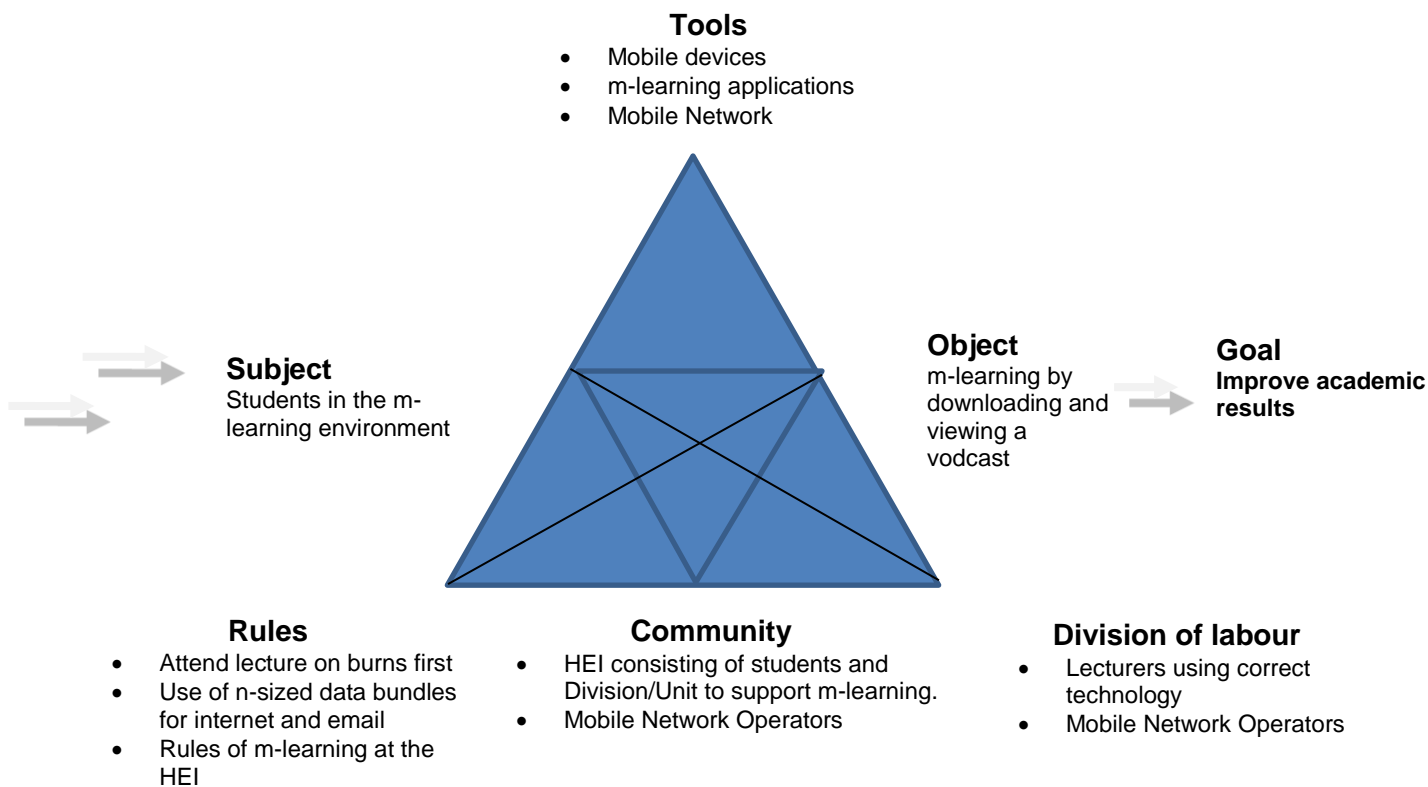 Tools
• Mobile devices
• m-learning applications
• Mobile Network
Subject
Students in the m-
learning environment
Object
m-learning by
downloading and
viewing a
vodcast
Goal
Improve academic
results
Rules
• Attend lecture on burns first
• Use of n-sized data bundles
for internet and email
• Rules of m-learning at the
HEI
Community
• HEI consisting of students and
Division/Unit to support m-learning.
• Mobile Network Operators
Division of labour
• Lecturers using correct
technology
• Mobile Network Operators